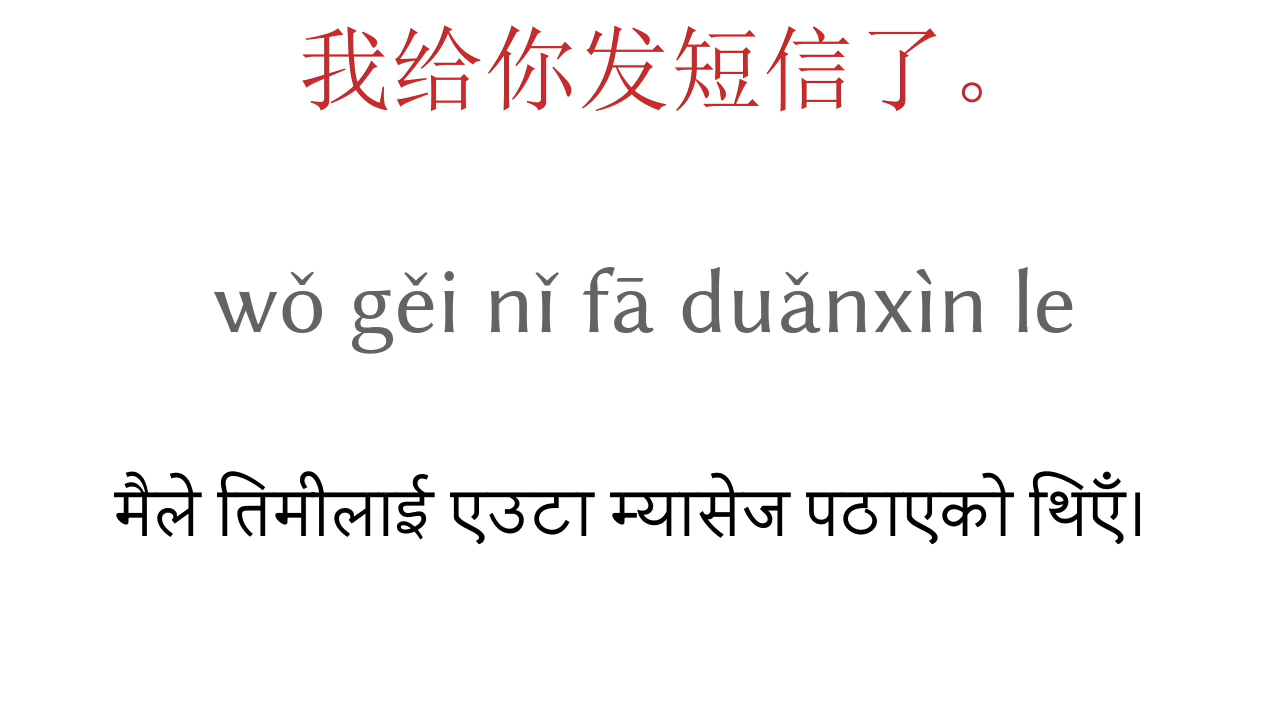 我给你发短信了。
wǒ gěi nǐ fā duǎnxìn le
मैले तिमीलाई एउटा म्यासेज पठाएको थिएँ।